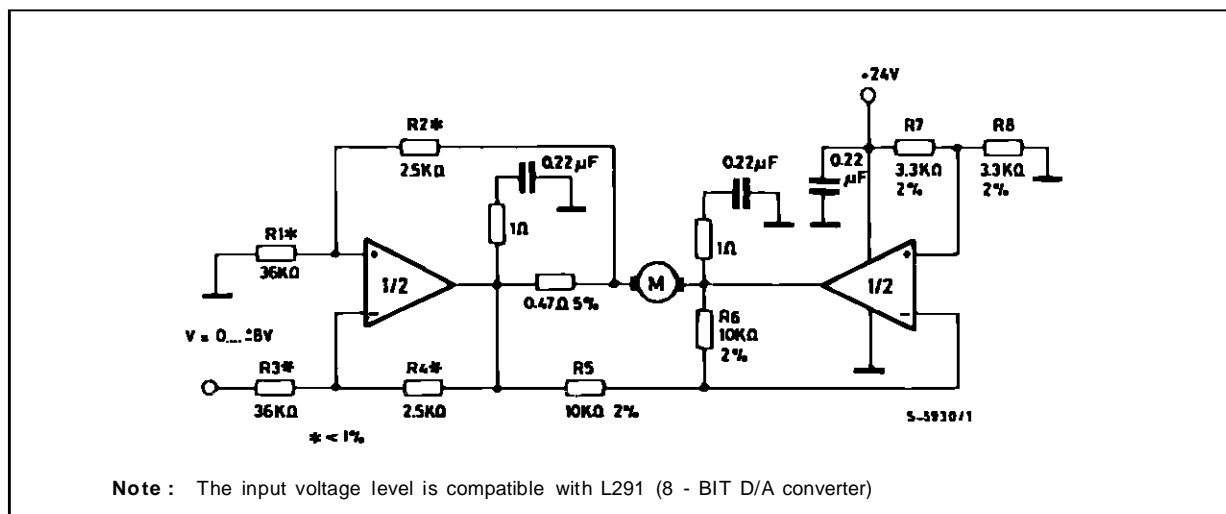 +24V
R2*
2.5KΩ
0.22µF
0.22µF
0.22
µF
R7
3.3KΩ
2%
R8
3.3KΩ
2%
1Ω
1Ω
R1*
36KΩ
+
1/2
−
0.47Ω 5%
M
+
1/2
−
R6
10KΩ
2%
V = 0....±8V
R3*
36KΩ
R4*
2.5KΩ
R5
10KΩ 2%
* < 1%
S-5930/1
Note : The input voltage level is compatible with L291 (8 - BIT D/A converter)